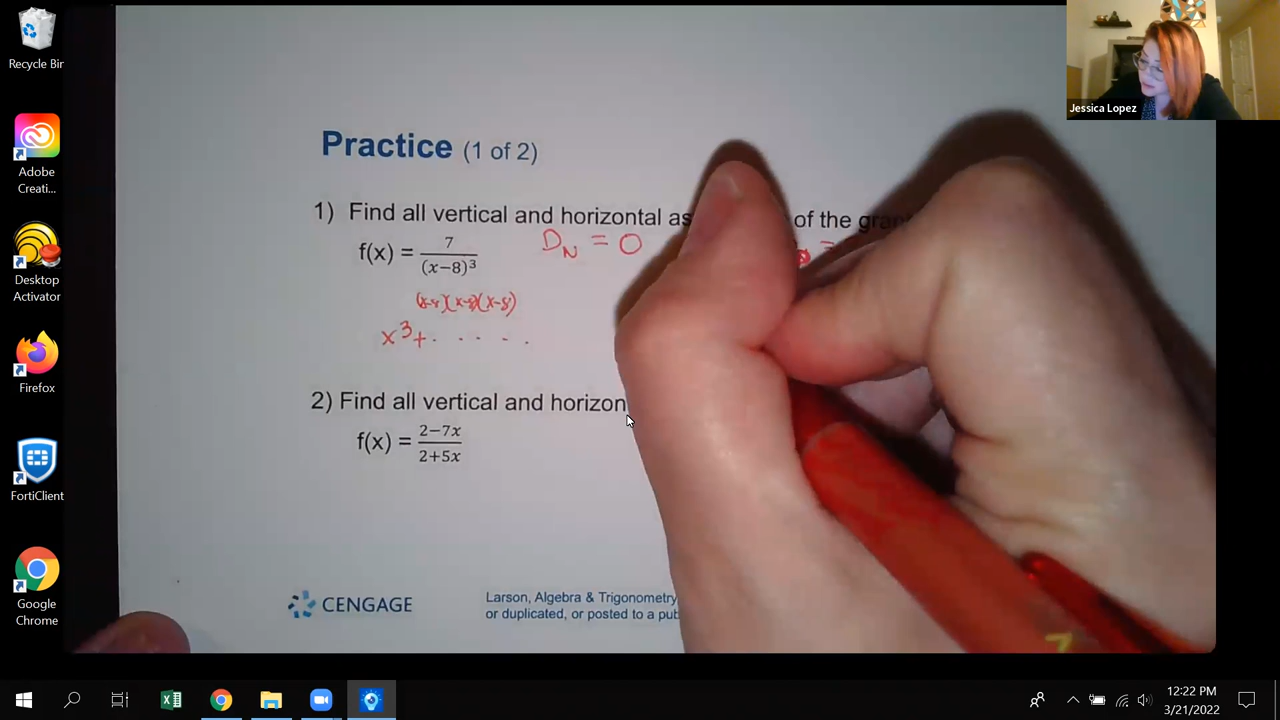 Recycle Bin
Adobe
Creati...
Desktop
Activator
Firefox
FortiClient
Google
Chrome
Jessica Lopez
Practice (1 of 2)
1) Find all vertical and horizontal as of the gra
f(x) = 7/(x−8)³
D_N = 0
(x-8)(x-8)(x-8)
x³+ . . . . .
2) Find all vertical and horizon
f(x) = 2−7x/2+5x
CENGAGE
Larson, Algebra & Trigonometry,
or duplicated, or posted to a pub
12:22 PM
3/21/2022